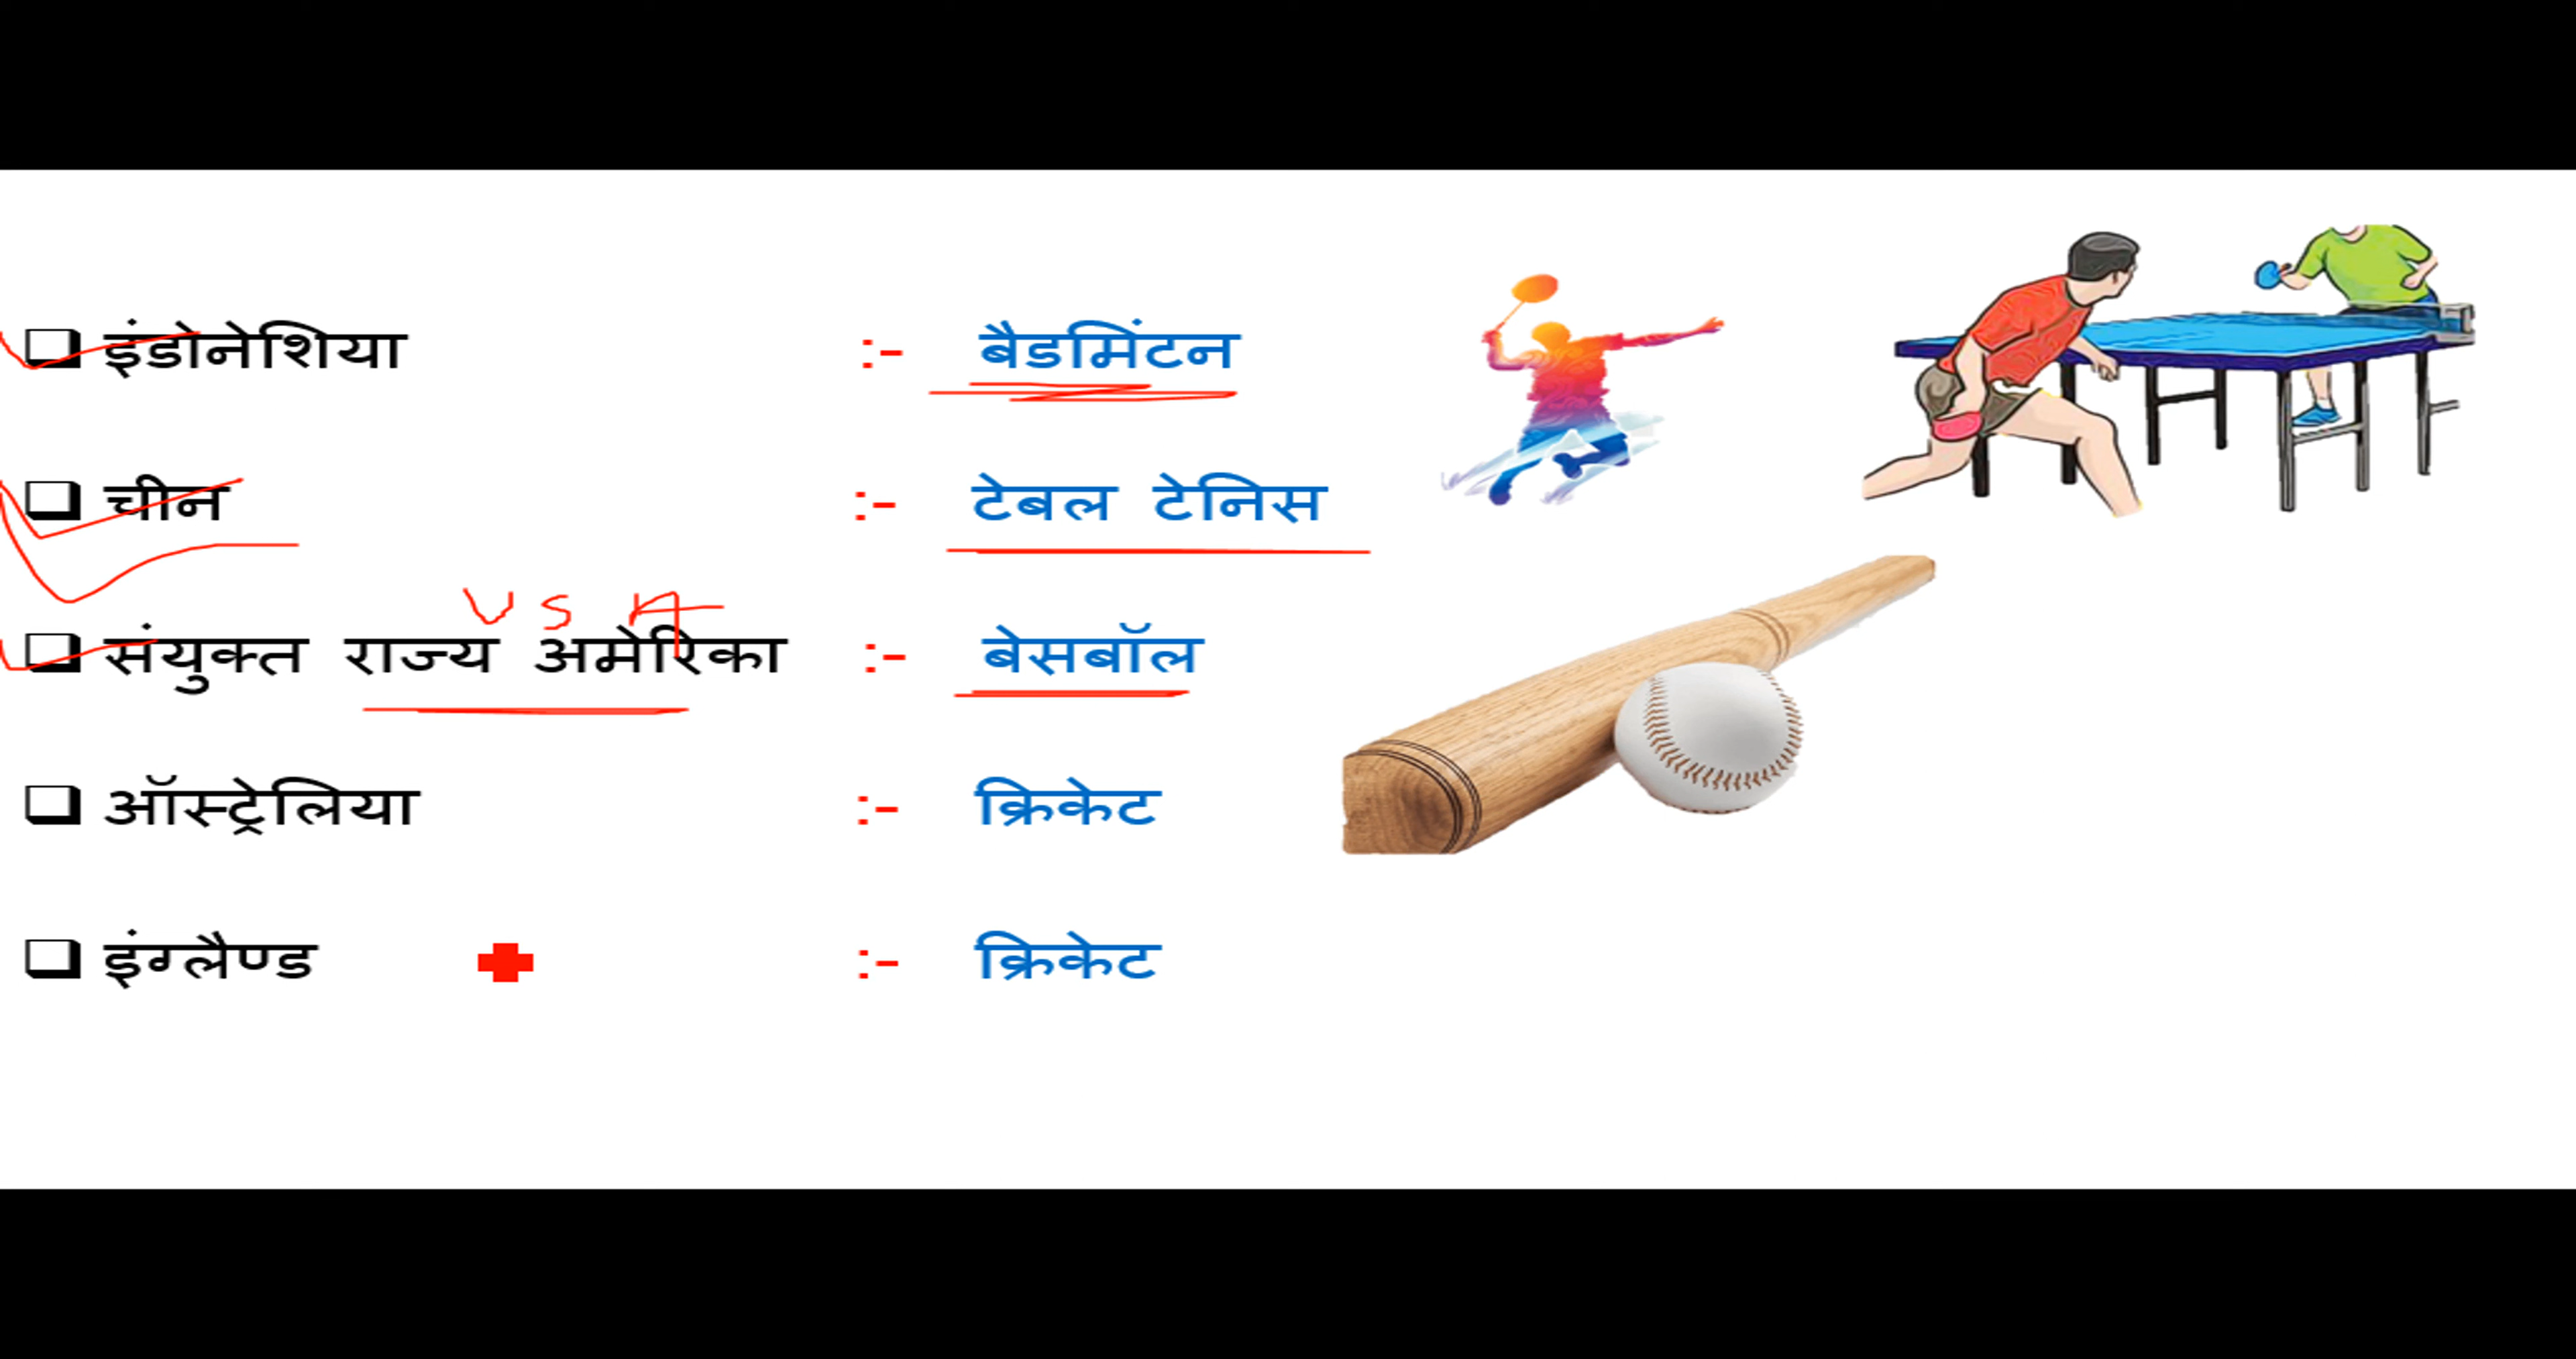 इंडोनेशिया :- बैडमिंटन
चीन :- टेबल टेनिस
USA
संयुक्त राज्य अमेरिका :- बेसबॉल
ऑस्ट्रेलिया :- क्रिकेट
इंग्लैण्ड :- क्रिकेट